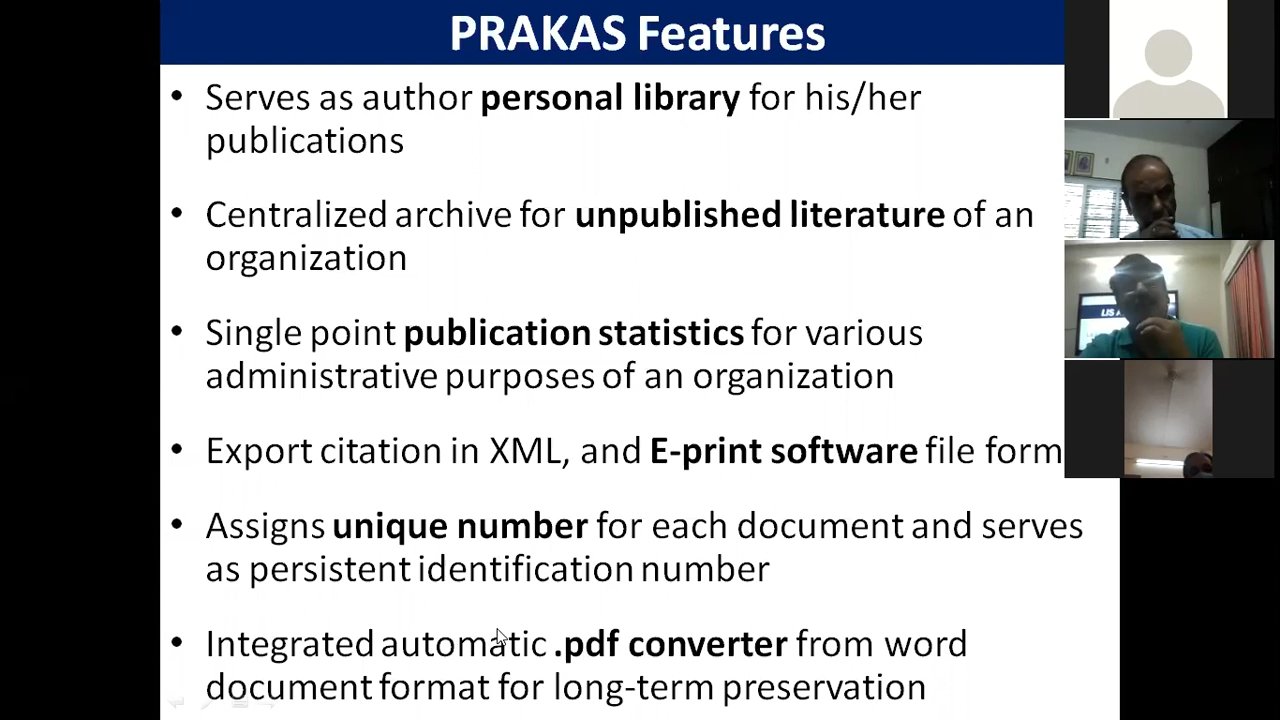 PRAKAS Features
• Serves as author personal library for his/her
publications
• Centralized archive for unpublished literature of an
organization
• Single point publication statistics for various
administrative purposes of an organization
• Export citation in XML, and E-print software file form
• Assigns unique number for each document and serves
as persistent identification number
• Integrated automatic .pdf converter from word
document format for long-term preservation
LIS